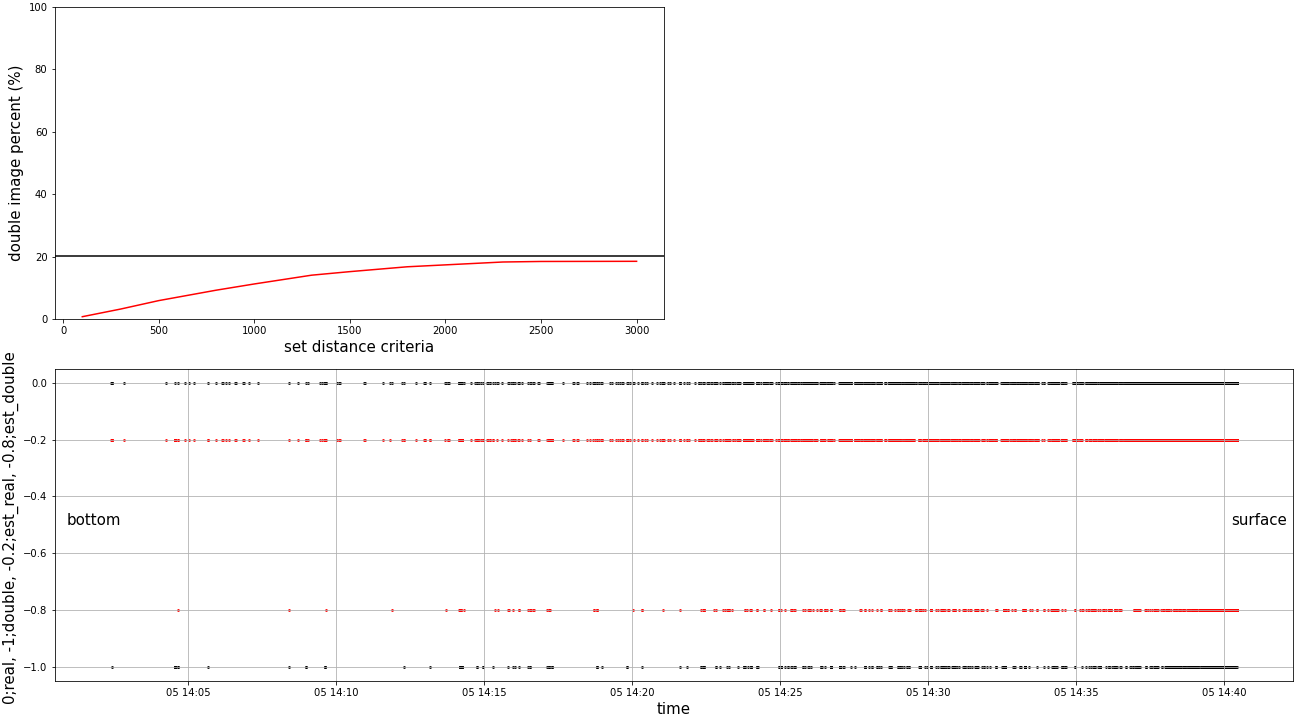 100
80
60
40
20
0
double image percent (%)
0 500 1000 1500 2000 2500 3000
set distance criteria
0.0
−0.2
−0.4
−0.6
−0.8
−1.0
0;real, -1;double, -0.2;est_real, -0.8;est_double
bottom
surface
05 14:05 05 14:10 05 14:15 05 14:20 05 14:25 05 14:30 05 14:35 05 14:40
time